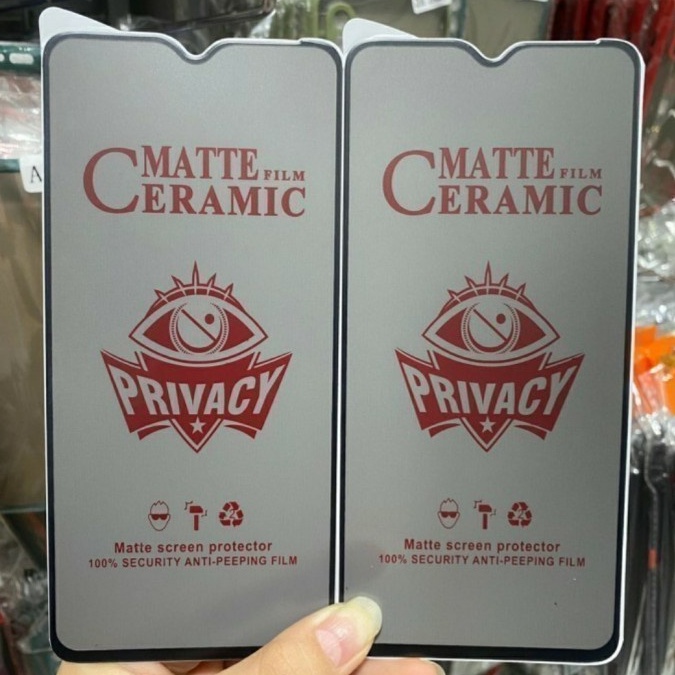 MATTE FILM
CERAMIC
PRIVACY
Matte screen protector
100% SECURITY ANTI-PEEPING FILM
MATTE FILM
CERAMIC
PRIVACY
Matte screen protector
100% SECURITY ANTI-PEEPING FILM
A